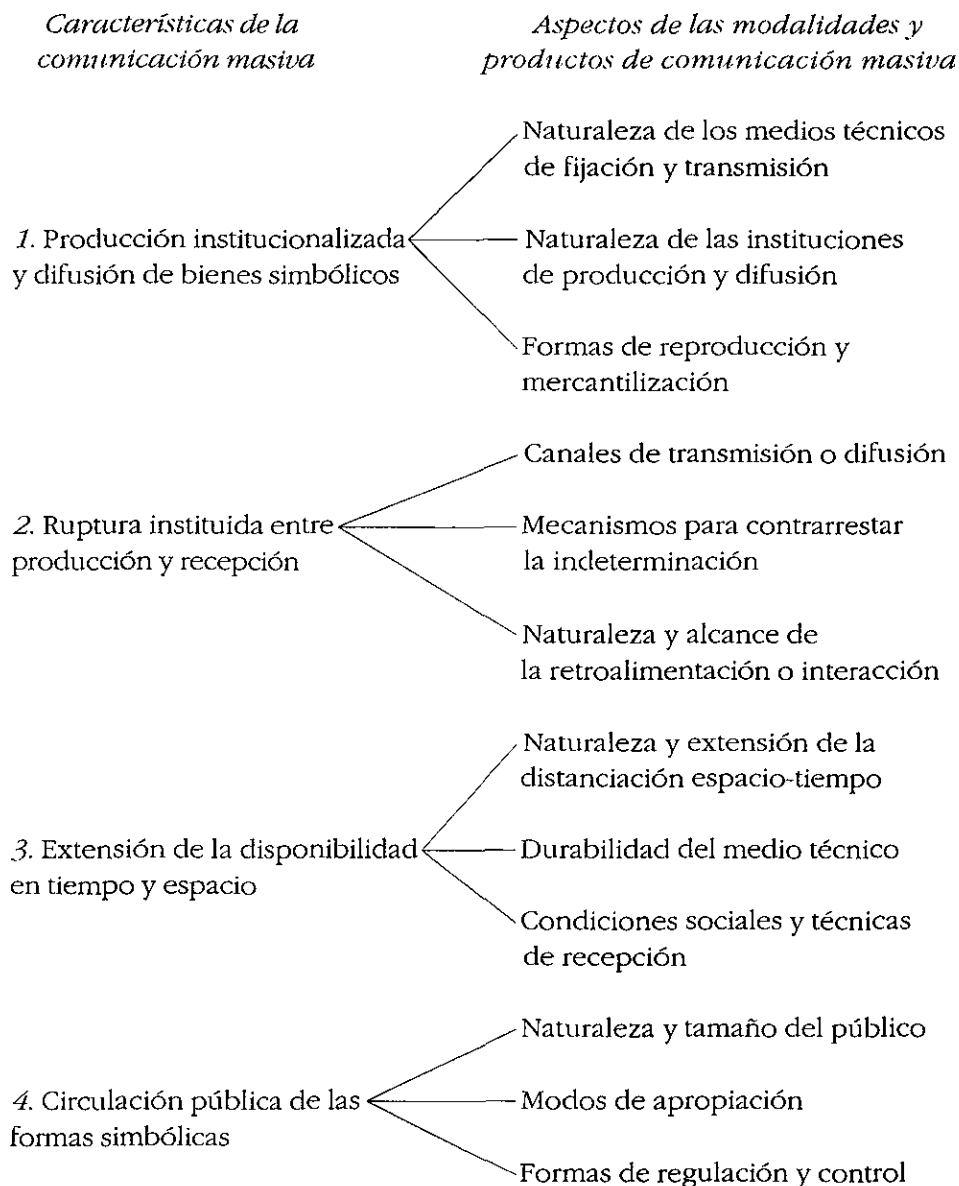 Características de la
comunicación masiva
Aspectos de las modalidades y
productos de comunicación masiva
1. Producción institucionalizada
y difusión de bienes simbólicos
Naturaleza de los medios técnicos
de fijación y transmisión
Naturaleza de las instituciones
de producción y difusión
Formas de reproducción y
mercantilización
2. Ruptura instituida entre
producción y recepción
Canales de transmisión o difusión
Mecanismos para contrarrestar
la indeterminación
Naturaleza y alcance de
la retroalimentación o interacción
3. Extensión de la disponibilidad
en tiempo y espacio
Naturaleza y extensión de la
distanciación espacio-tiempo
Durabilidad del medio técnico
Condiciones sociales y técnicas
de recepción
4. Circulación pública de las
formas simbólicas
Naturaleza y tamaño del público
Modos de apropiación
Formas de regulación y control